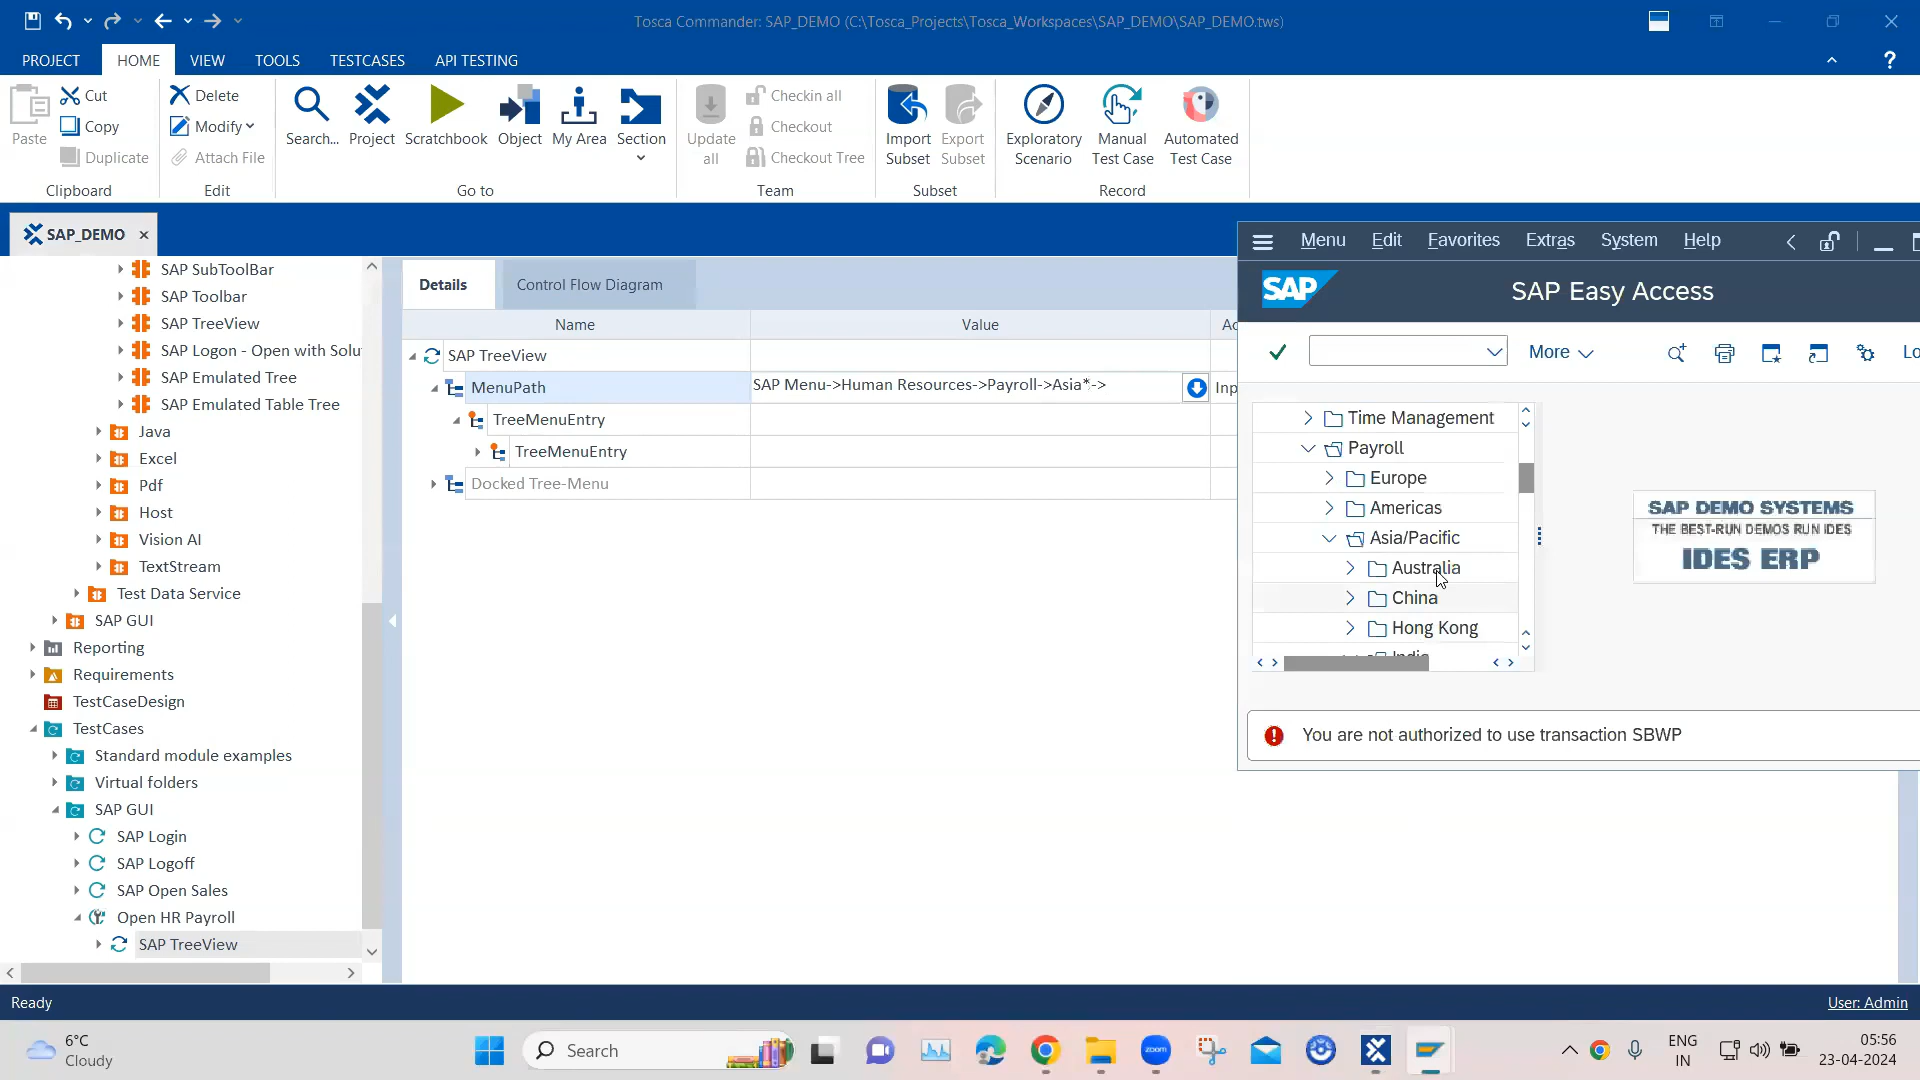 Tosca Commander: SAP_DEMO (C:\Tosca_Projects\Tosca_Workspaces\SAP_DEMO\SAP_DEMO.tws)
PROJECT HOME VIEW TOOLS TESTCASES API TESTING
Paste
Cut
Copy
Duplicate
Clipboard
Delete
Modify
Attach File
Edit
Search...
Project
Scratchbook
Object
My Area
Section
Go to
Update all
Checkin all
Checkout
Checkout Tree
Team
Import Subset
Export Subset
Subset
Exploratory Scenario
Manual Test Case
Automated Test Case
Record
SAP_DEMO
SAP SubToolBar
SAP Toolbar
SAP TreeView
SAP Logon - Open with Solu
SAP Emulated Tree
SAP Emulated Table Tree
Java
Excel
Pdf
Host
Vision AI
TextStream
Test Data Service
SAP GUI
Reporting
Requirements
TestCaseDesign
TestCases
Standard module examples
Virtual folders
SAP GUI
SAP Login
SAP Logoff
SAP Open Sales
Open HR Payroll
SAP TreeView
Details
Control Flow Diagram
Name Value
SAP TreeView
MenuPath SAP Menu->Human Resources->Payroll->Asia*-> Inp
TreeMenuEntry
TreeMenuEntry
Docked Tree-Menu
Menu Edit Favorites Extras System Help
SAP
SAP Easy Access
More
Time Management
Payroll
Europe
Americas
Asia/Pacific
Australia
China
Hong Kong
SAP DEMO SYSTEMS
THE BEST-RUN DEMOS RUN IDES
IDES ERP
You are not authorized to use transaction SBWP
Ready
User: Admin
6°C
Cloudy
Search
zoom
ENG
IN
05:56
23-04-2024